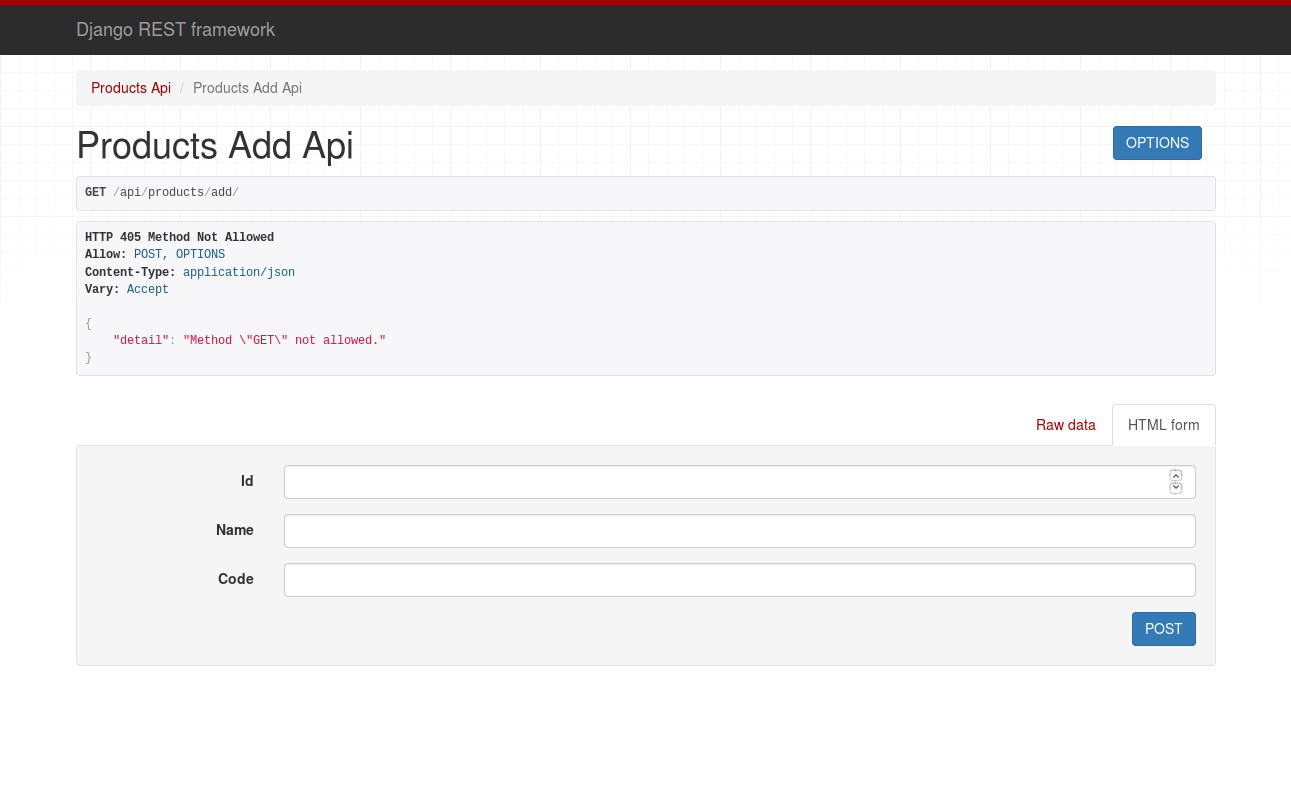 Django REST framework
Products Api / Products Add Api
Products Add Api
OPTIONS
GET /api/products/add/
HTTP 405 Method Not Allowed
Allow: POST, OPTIONS
Content-Type: application/json
Vary: Accept
{
    "detail": "Method \"GET\" not allowed."
}
Raw data
HTML form
Id
Name
Code
POST